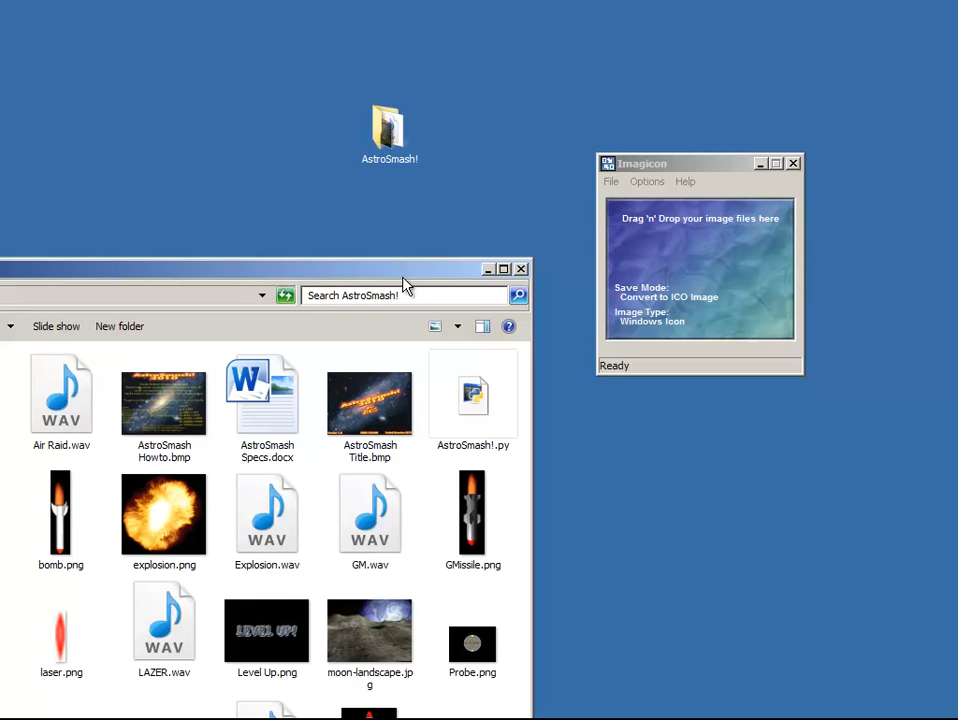 AstroSmash!
Imagicon
File Options Help
Drag 'n' Drop your image files here
Save Mode:
Convert to ICO Image
Image Type:
Windows Icon
Ready
Search AstroSmash!
Slide show New folder
WAV
W
Air Raid.wav
AstroSmash
Howto.bmp
AstroSmash
Specs.docx
AstroSmash
Title.bmp
AstroSmash!.py
WAV
WAV
bomb.png
explosion.png
Explosion.wav
GM.wav
GMissile.png
WAV
LEVEL UP!
laser.png
LAZER.wav
Level Up.png
moon-landscape.jp
g
Probe.png